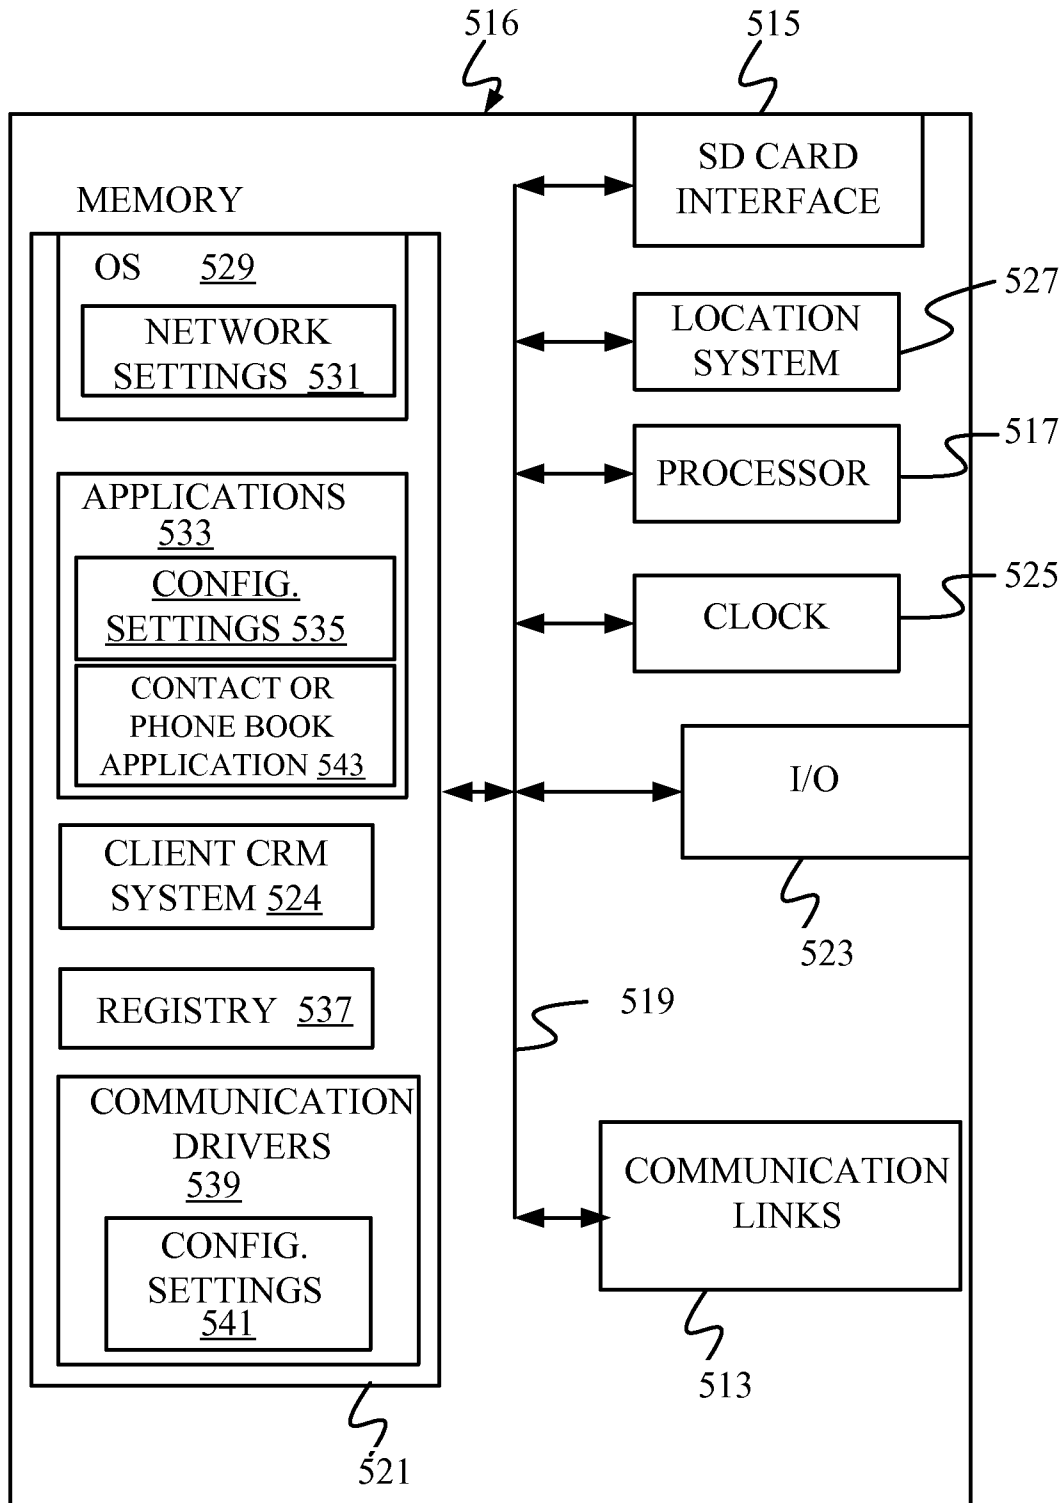 516
515
SD CARD
INTERFACE
MEMORY
OS 529
NETWORK
SETTINGS 531
527
LOCATION
SYSTEM
517
PROCESSOR
APPLICATIONS
533
CONFIG.
SETTINGS 535
CONTACT OR
PHONE BOOK
APPLICATION 543
525
CLOCK
I/O
523
CLIENT CRM
SYSTEM 524
REGISTRY 537
519
COMMUNICATION
DRIVERS
539
CONFIG.
SETTINGS
541
COMMUNICATION
LINKS
513
521